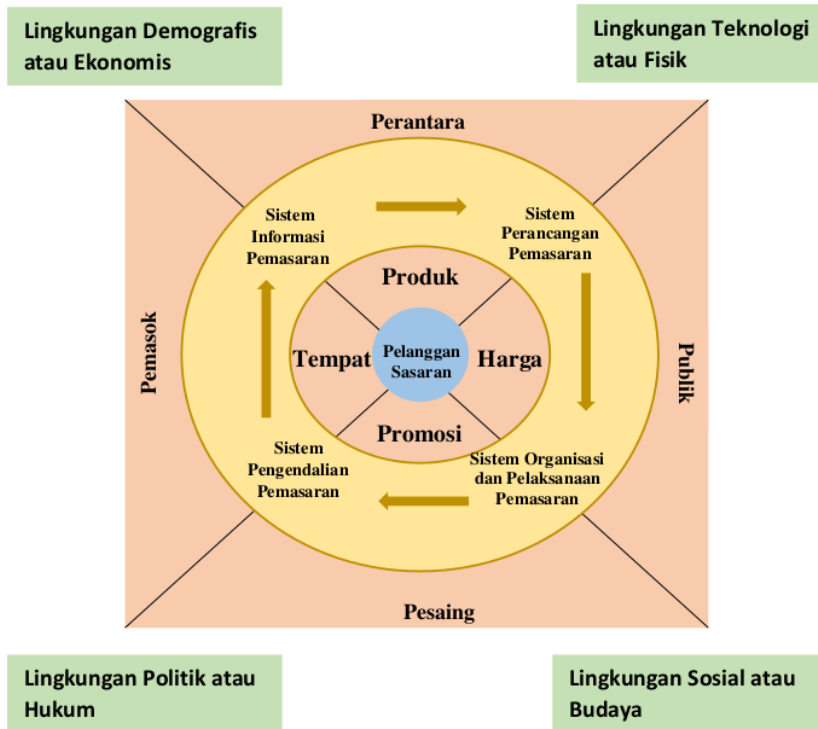 Lingkungan Demografis
atau Ekonomis
Lingkungan Teknologi
atau Fisik
Perantara
Sistem
Informasi
Pemasaran
Sistem
Perancangan
Pemasaran
Produk
Pemasok
Tempat
Pelanggan
Sasaran
Harga
Publik
Promosi
Sistem
Pengendalian
Pemasaran
Sistem Organisasi
dan Pelaksanaan
Pemasaran
Pesaing
Lingkungan Politik atau
Hukum
Lingkungan Sosial atau
Budaya